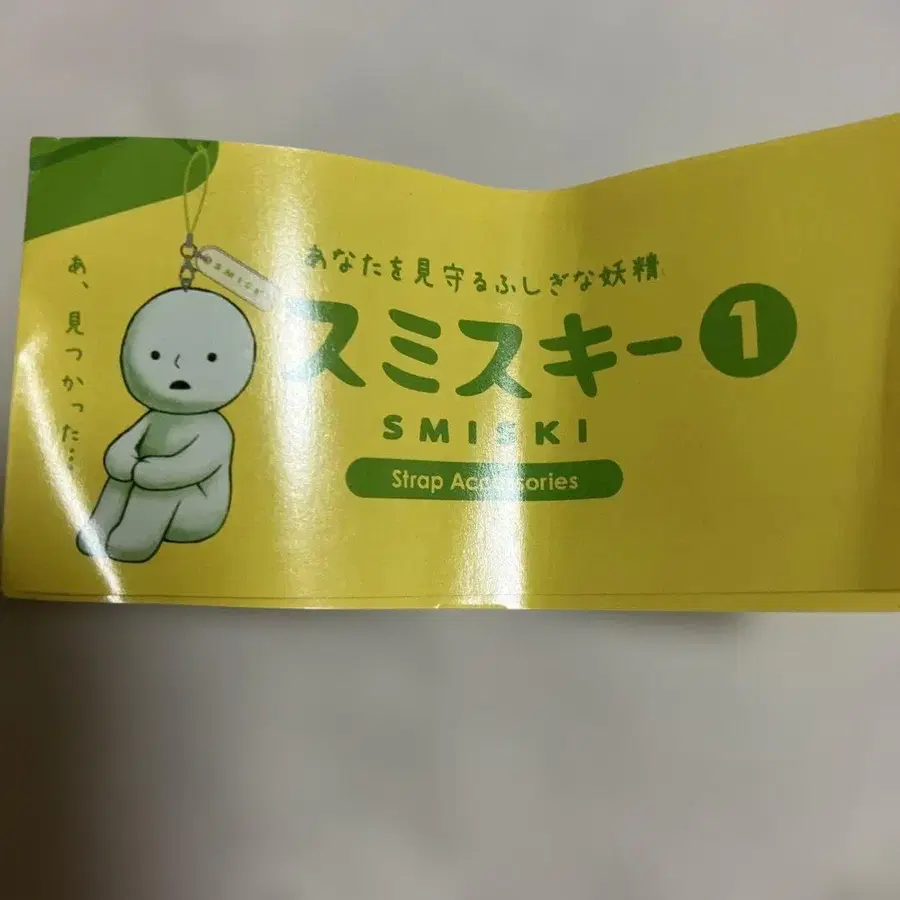 あ、見つかった…
SMISKI
あなたを見守るふしぎな妖精
スミスキー1
SMISKI
Strap Accessories